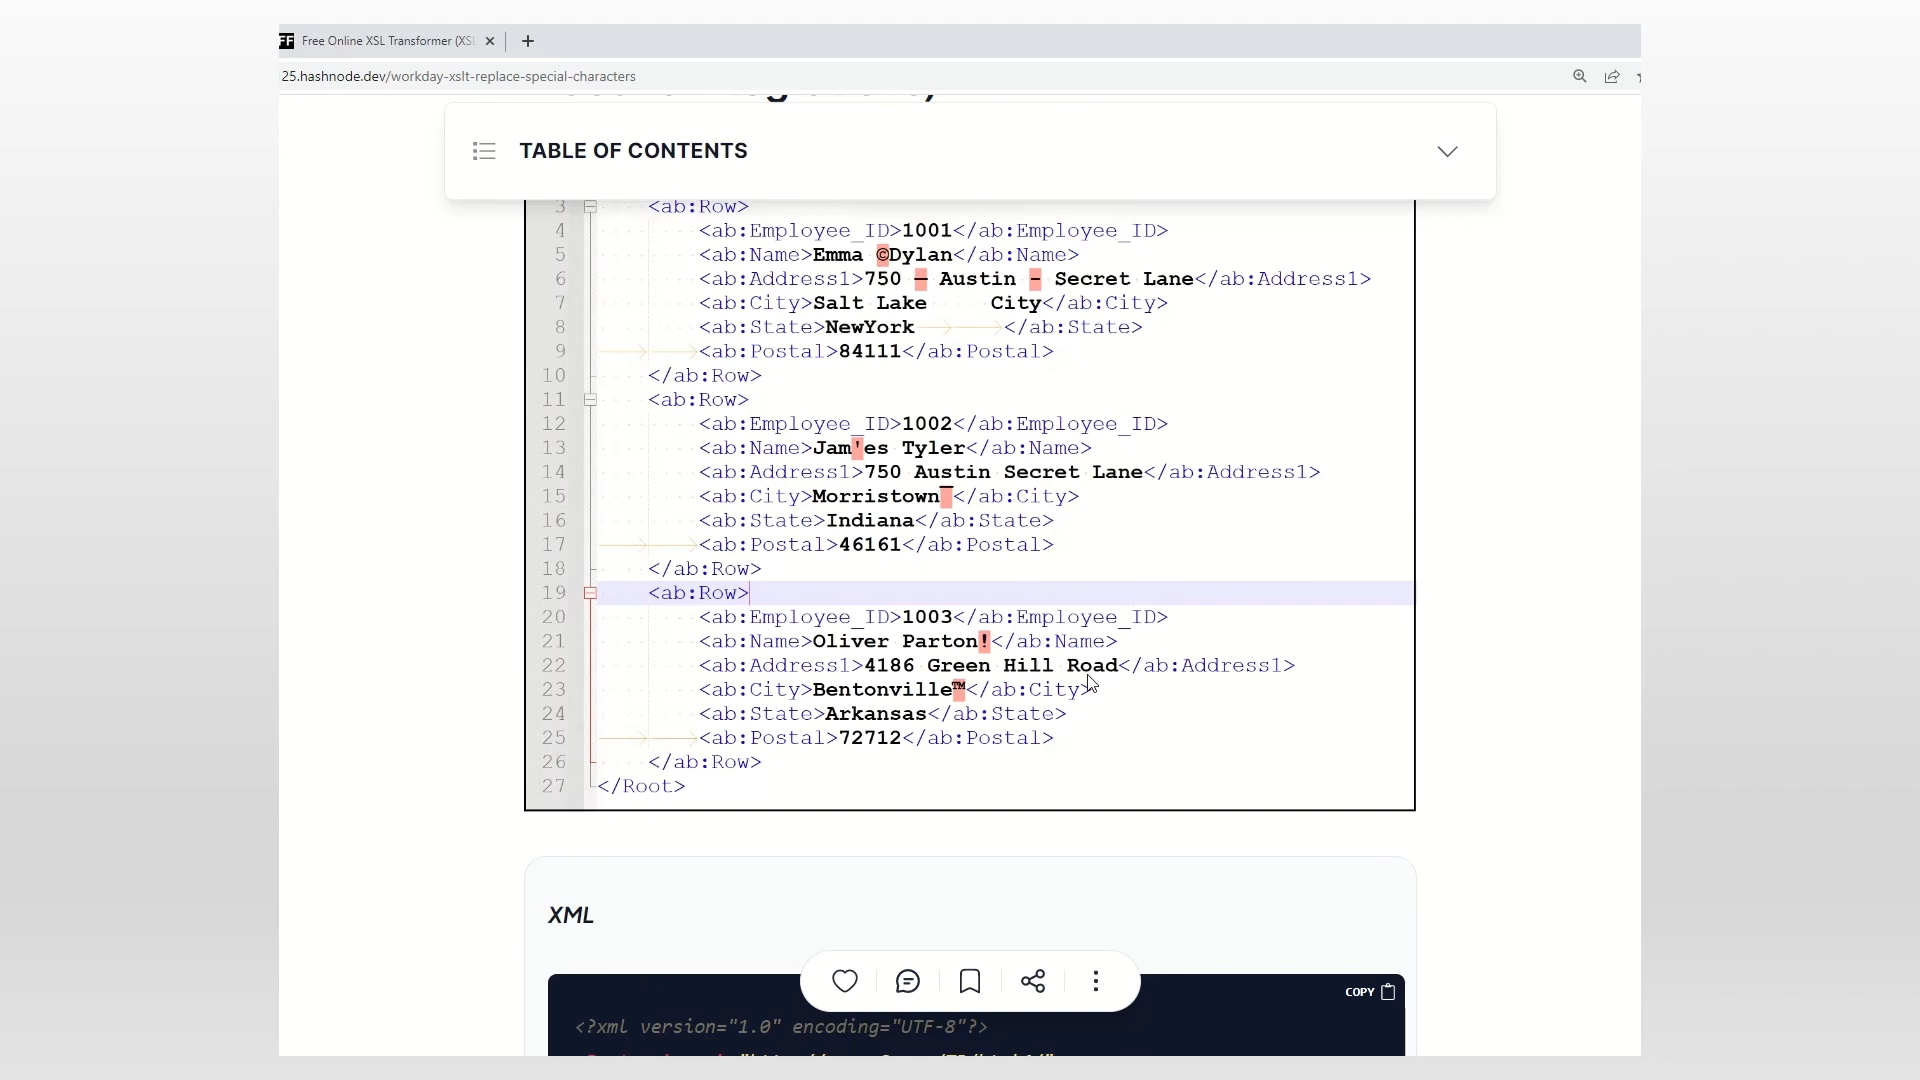 FF Free Online XSL Transformer (XSL
25.hashnode.dev/workday-xslt-replace-special-characters
TABLE OF CONTENTS
3 <ab:Row>
4 <ab:Employee_ID>1001</ab:Employee_ID>
5 <ab:Name>Emma ©Dylan</ab:Name>
6 <ab:Address1>750 — Austin – Secret Lane</ab:Address1>
7 <ab:City>Salt Lake     City</ab:City>
8 <ab:State>NewYork </ab:State>
9 <ab:Postal>84111</ab:Postal>
10 </ab:Row>
11 <ab:Row>
12 <ab:Employee_ID>1002</ab:Employee_ID>
13 <ab:Name>Jam'es Tyler</ab:Name>
14 <ab:Address1>750 Austin Secret Lane</ab:Address1>
15 <ab:City>Morristown¯</ab:City>
16 <ab:State>Indiana</ab:State>
17 <ab:Postal>46161</ab:Postal>
18 </ab:Row>
19 <ab:Row>
20 <ab:Employee_ID>1003</ab:Employee_ID>
21 <ab:Name>Oliver Parton!</ab:Name>
22 <ab:Address1>4186 Green Hill Road</ab:Address1>
23 <ab:City>Bentonville™</ab:City>
24 <ab:State>Arkansas</ab:State>
25 <ab:Postal>72712</ab:Postal>
26 </ab:Row>
27 </Root>
XML
COPY
<?xml version="1.0" encoding="UTF-8"?>